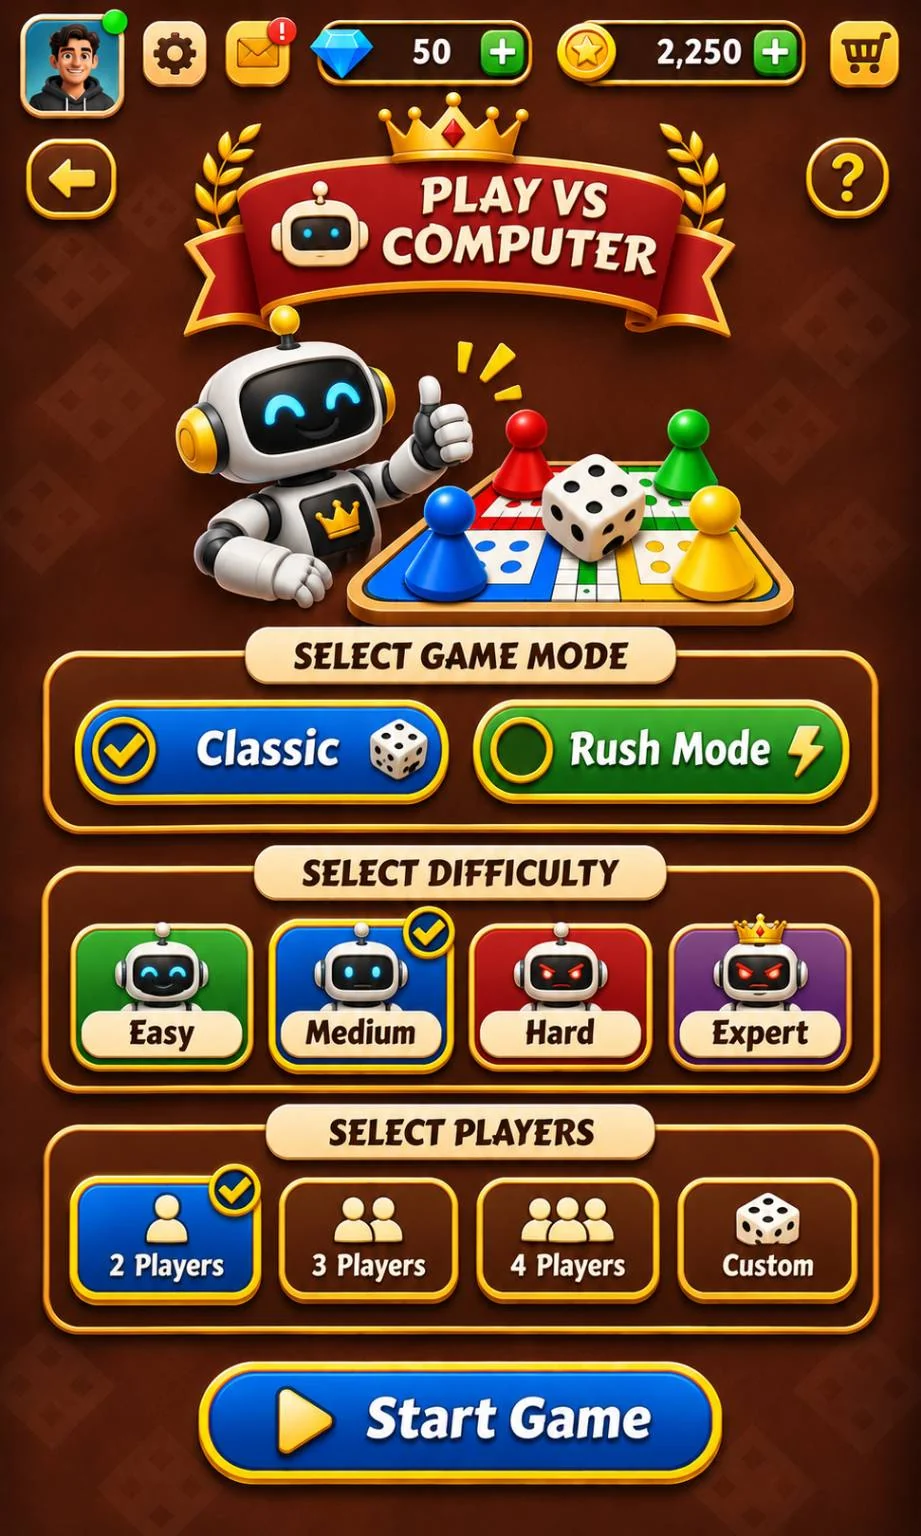 !
50
+
2,250
+
?
PLAY VS
COMPUTER
SELECT GAME MODE
Classic
Rush Mode
SELECT DIFFICULTY
Easy
Medium
Hard
Expert
SELECT PLAYERS
2 Players
3 Players
4 Players
Custom
Start Game